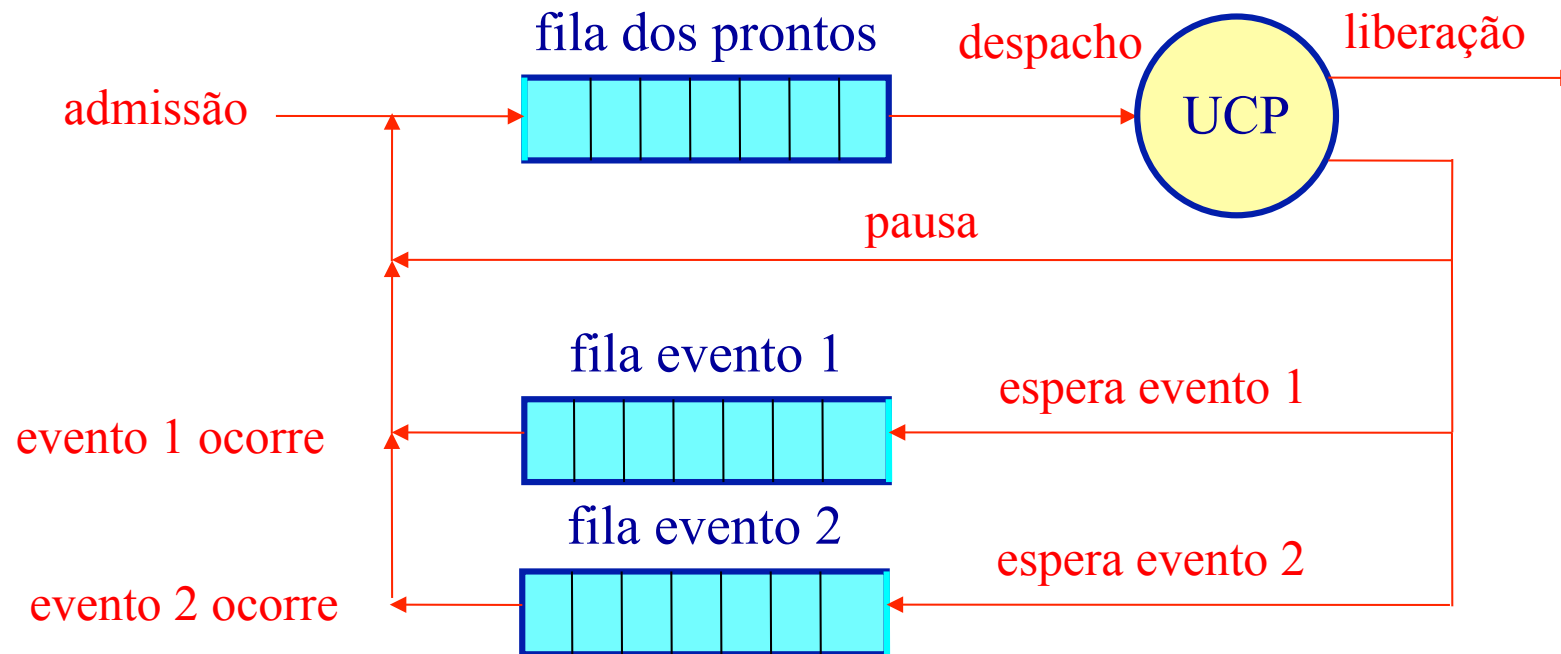 fila dos prontos
despacho
liberação
admissão
UCP
pausa
fila evento 1
espera evento 1
evento 1 ocorre
fila evento 2
espera evento 2
evento 2 ocorre